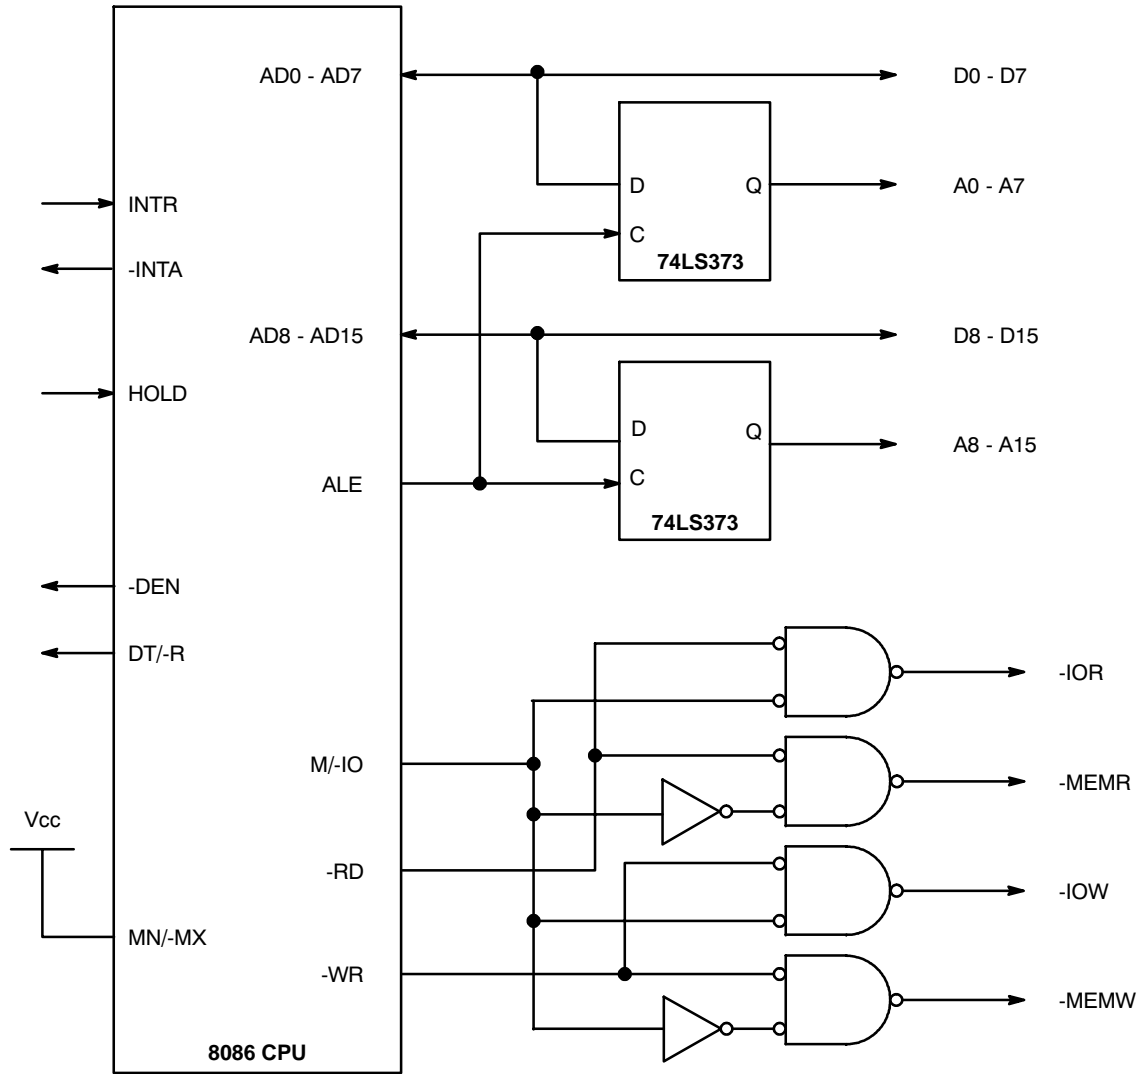 AD0 - AD7
D0 - D7
D
Q
A0 - A7
INTR
C
74LS373
-INTA
AD8 - AD15
D8 - D15
HOLD
D
Q
A8 - A15
ALE
C
74LS373
-DEN
DT/-R
-IOR
M/-IO
-MEMR
Vcc
-RD
-IOW
MN/-MX
-WR
-MEMW
8086 CPU